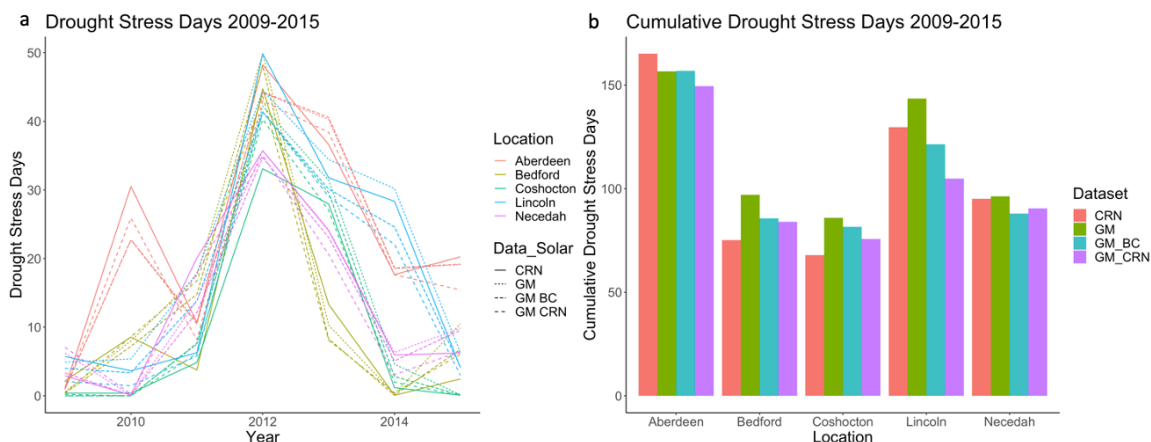 a Drought Stress Days 2009-2015
50
40
30
20
10
0
Drought Stress Days
2010
2012
2014
Year
Location
Aberdeen
Bedford
Coshocton
Lincoln
Necedah
Data_Solar
CRN
GM
GM BC
GM CRN
b Cumulative Drought Stress Days 2009-2015
150
100
50
0
Cumulative Drought Stress Days
Aberdeen
Bedford
Coshocton
Lincoln
Necedah
Location
Dataset
CRN
GM
GM_BC
GM_CRN